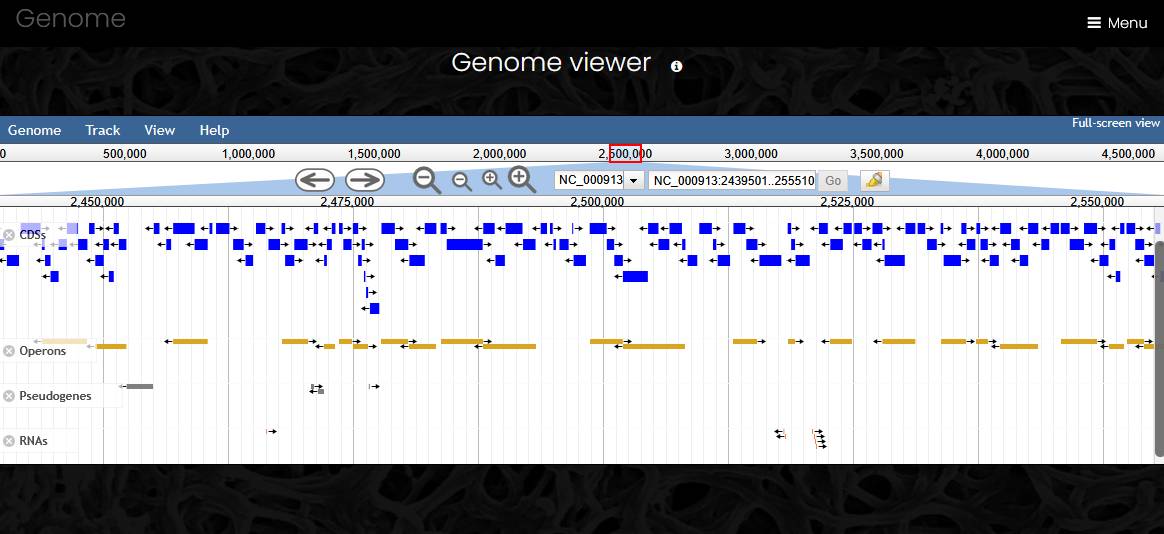 Genome
Menu
Genome viewer
Genome Track View Help Full-screen view
0 500,000 1,000,000 1,500,000 2,000,000 2,500,000 3,000,000 3,500,000 4,000,000 4,500,000
NC_000913 NC_000913:2439501..255510 Go
2,450,000 2,475,000 2,500,000 2,525,000 2,550,000
CDSs
Operons
Pseudogenes
RNAs